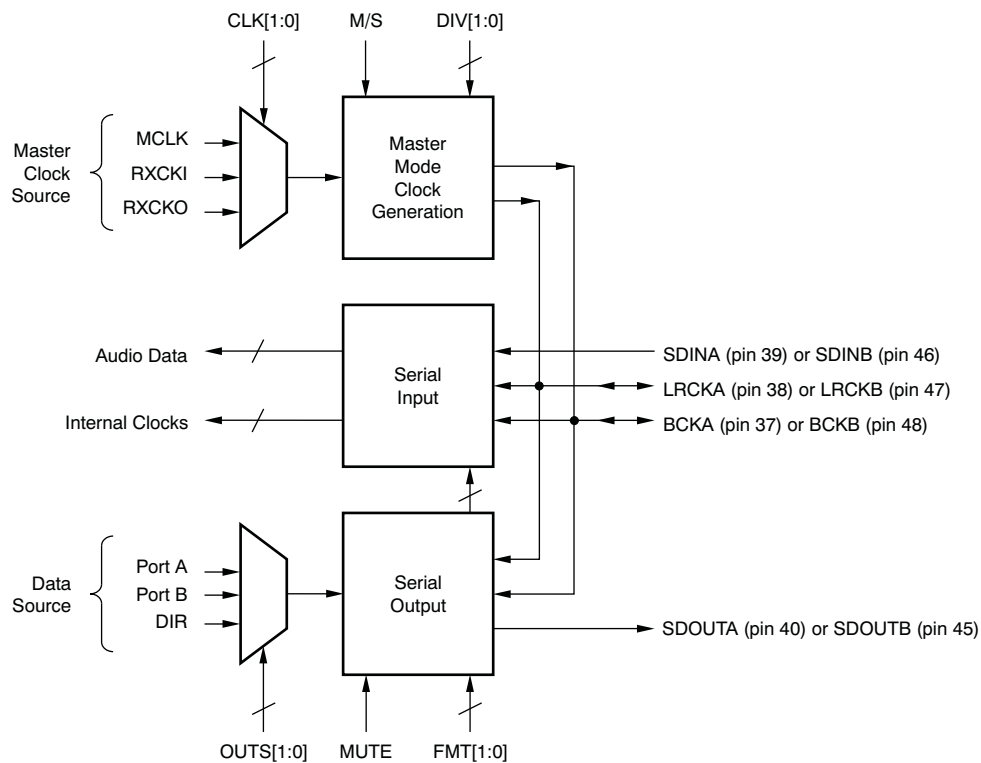 CLK[1:0]
M/S
DIV[1:0]
Master
Clock
Source
MCLK
RXCKI
RXCKO
Master
Mode
Clock
Generation
Audio Data
Internal Clocks
Serial
Input
SDINA (pin 39) or SDINB (pin 46)
LRCKA (pin 38) or LRCKB (pin 47)
BCKA (pin 37) or BCKB (pin 48)
Data
Source
Port A
Port B
DIR
Serial
Output
SDOUTA (pin 40) or SDOUTB (pin 45)
OUTS[1:0]
MUTE
FMT[1:0]